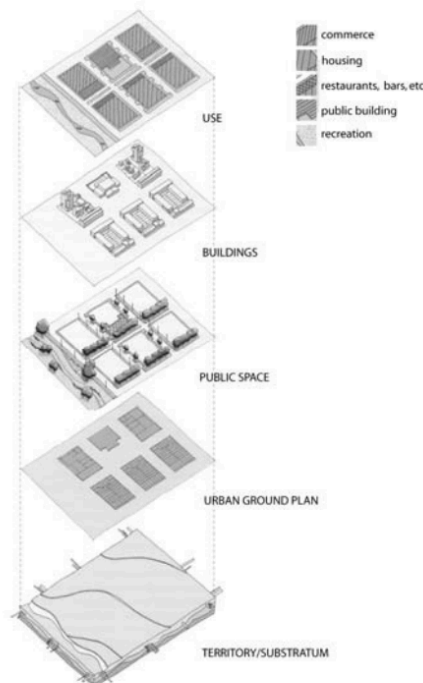 commerce
housing
restaurants, bars, etc
public building
recreation
USE
BUILDINGS
PUBLIC SPACE
URBAN GROUND PLAN
TERRITORY/SUBSTRATUM